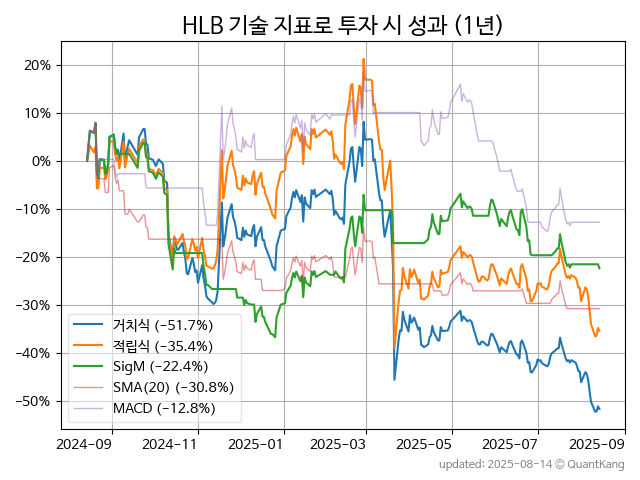 HLB 기술 지표로 투자 시 성과 (1년)
20%
10%
0%
−10%
−20%
−30%
−40%
−50%
거치식 (−51.7%)
적립식 (−35.4%)
SigM (−22.4%)
SMA(20) (−30.8%)
MACD (−12.8%)
2024-09 2024-11 2025-01 2025-03 2025-05 2025-07 2025-09
updated: 2025-08-14 © QuantKang